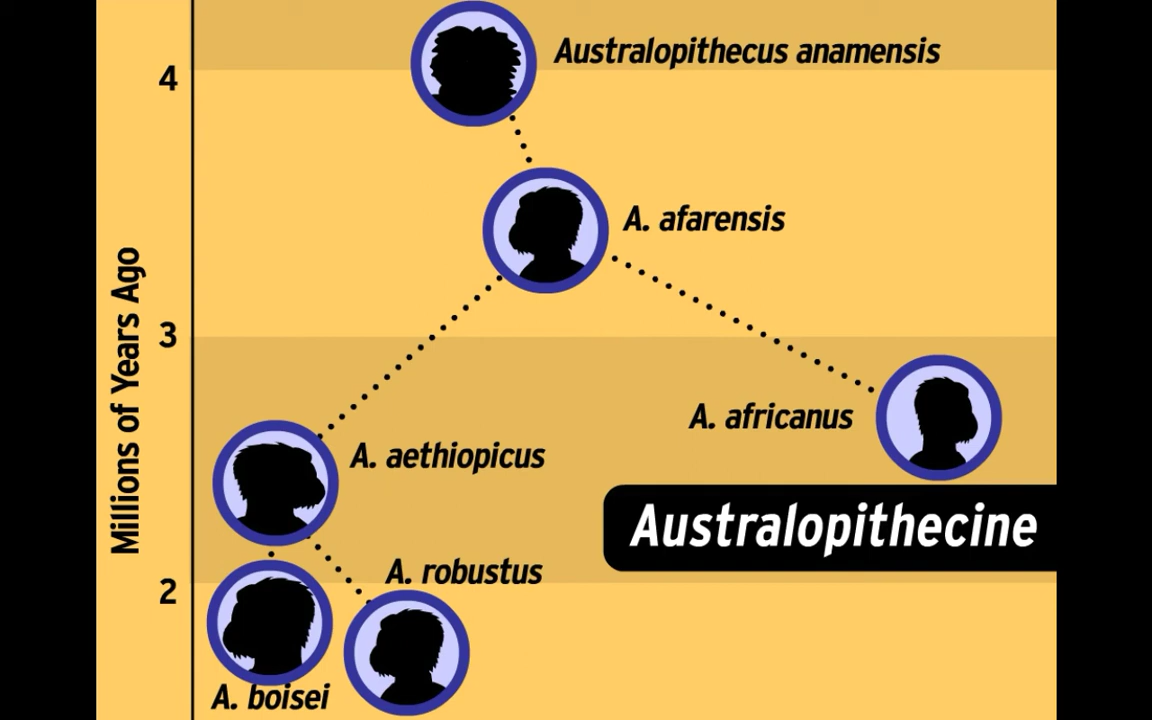 Australopithecus anamensis
4
A. afarensis
Millions of Years Ago
3
A. africanus
A. aethiopicus
Australopithecine
A. robustus
2
A. boisei